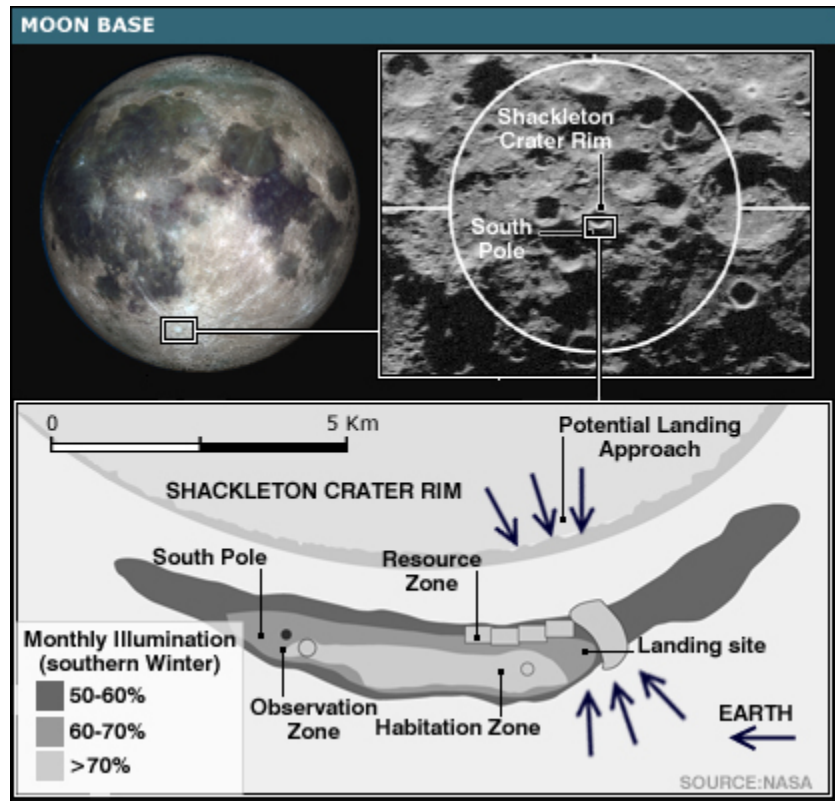 MOON BASE
Shackleton
Crater Rim
South
Pole
0
5 Km
Potential Landing
Approach
SHACKLETON CRATER RIM
South Pole
Resource
Zone
Monthly Illumination
(southern Winter)
50-60%
60-70%
>70%
Landing site
Observation
Zone
Habitation Zone
EARTH
SOURCE:NASA